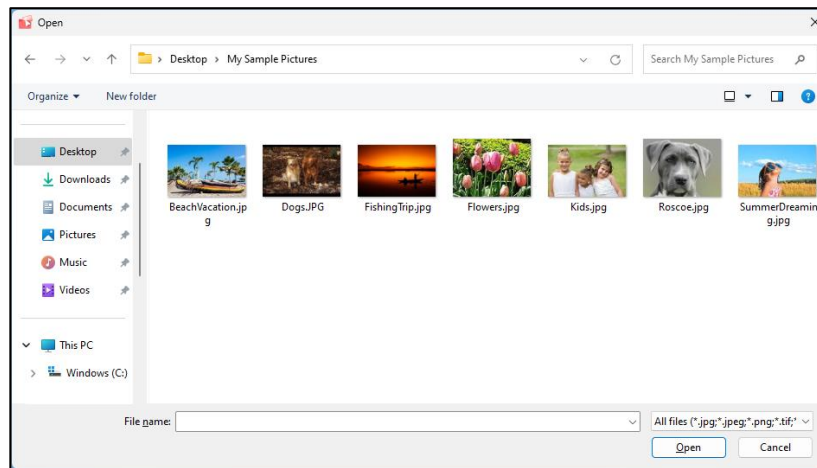 Open
Desktop > My Sample Pictures
Search My Sample Pictures
Organize
New folder
Desktop
Downloads
Documents
Pictures
Music
Videos
This PC
Windows (C:)
BeachVacation.jp
g
Dogs.JPG
FishingTrip.jpg
Flowers.jpg
Kids.jpg
Roscoe.jpg
SummerDreamin
g.jpg
File name:
All files (*.jpg;*.jpeg;*.png;*.tif;*
Open
Cancel